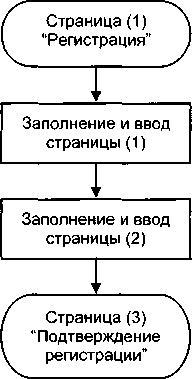 Страница (1)
“Регистрация”
Заполнение и ввод
страницы (1)
Заполнение и ввод
страницы (2)
Страница (3)
“Подтверждение
регистрации”